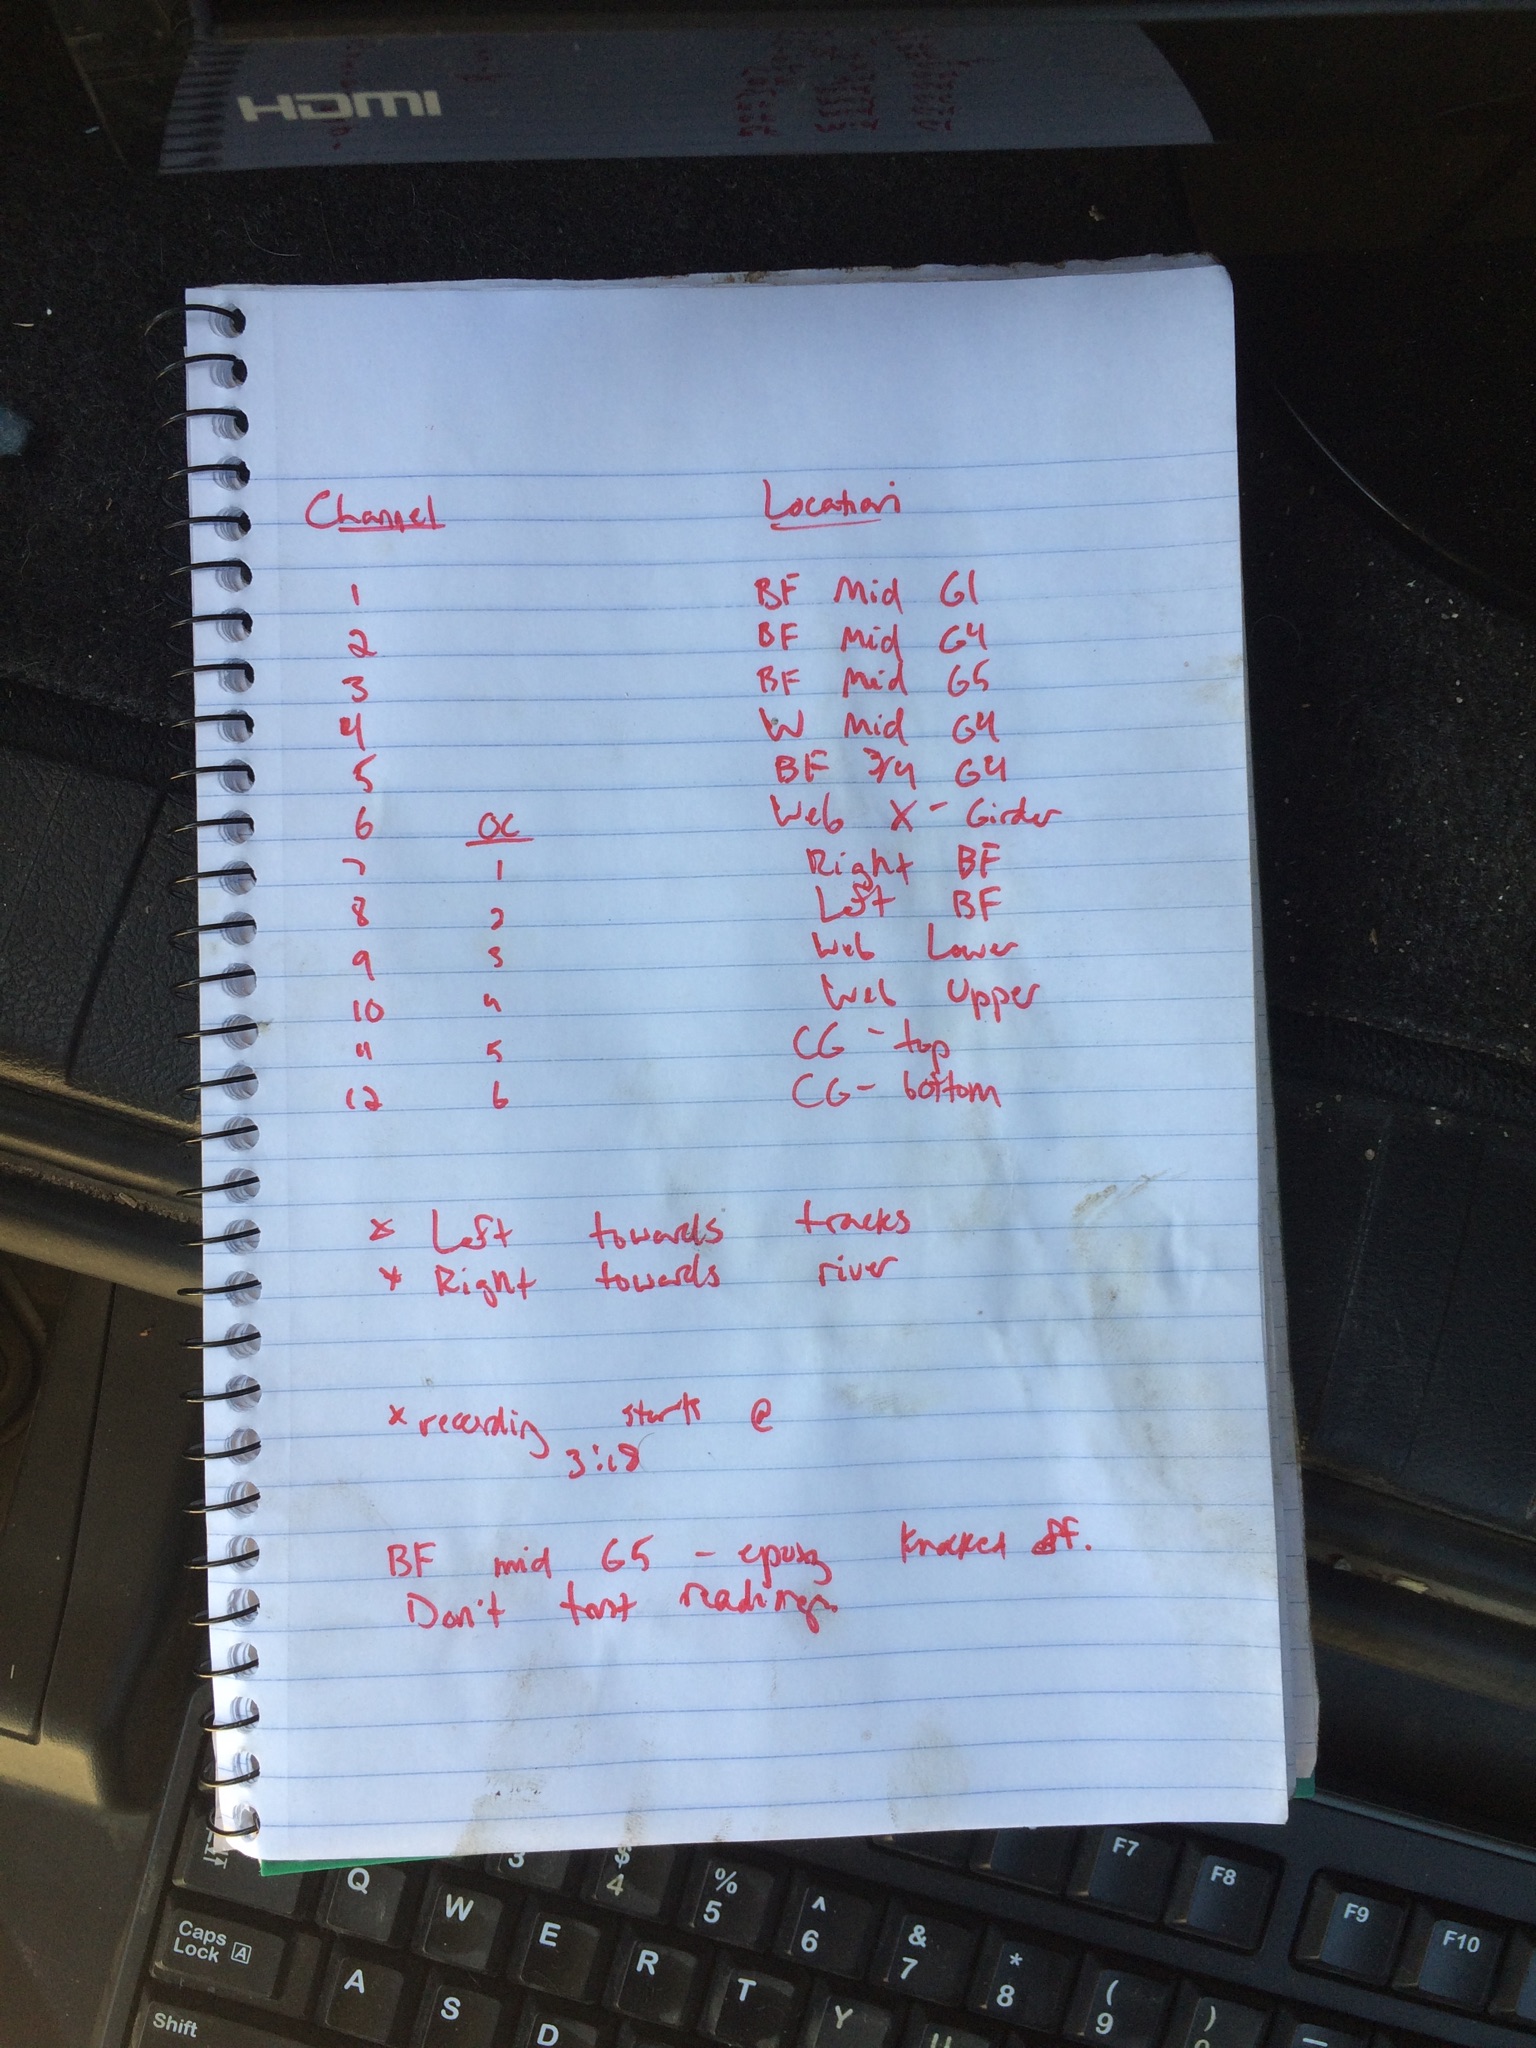 HDMI
Channel Location
1 BF Mid G1
2 BF Mid G4
3 BF Mid G5
4 W Mid G4
5 BF 3/4 G4
6 OC Web X-Girder
7 1 Right BF
8 2 Left BF
9 3 Web Lower
10 4 Web Upper
11 5 CG - top
12 6 CG - bottom
* Left towards tracks
* Right towards river
* recording starts @
3:18
BF mid G5 - epoxy knocked off.
Don't trust readings.
F7 F8 F9 F10
3 $ 4 % 5 ^ 6 & 7 * 8 ( 9 )
Q W E R T Y
Caps Lock A
A S D
Shift